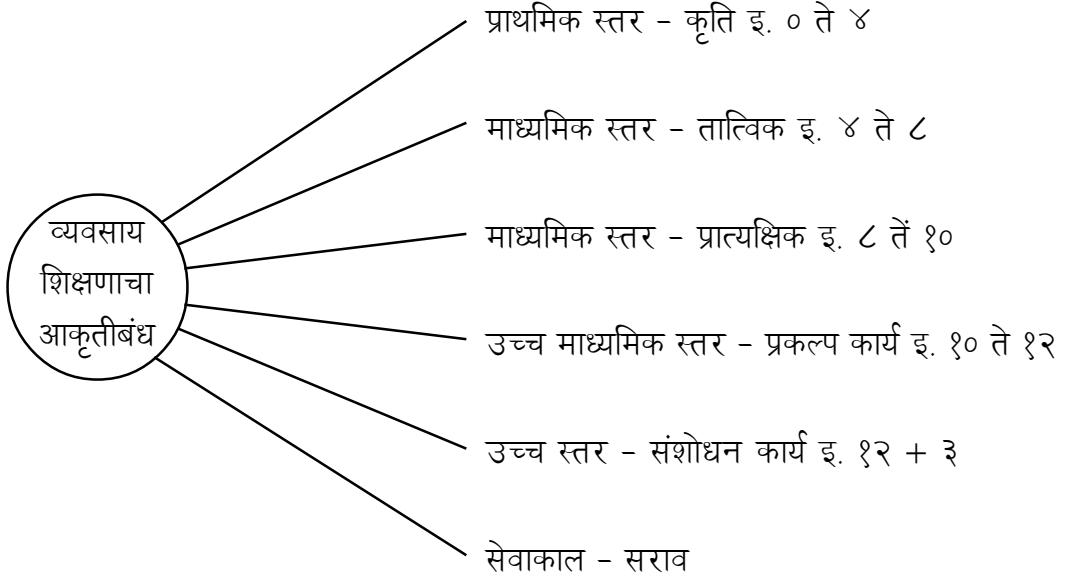 व्यवसाय
शिक्षणाचा
आकृतीबंध
प्राथमिक स्तर – कृति इ. ० ते ४
माध्यमिक स्तर – तात्विक इ. ४ ते ८
माध्यमिक स्तर – प्रात्यक्षिक इ. ८ तें १०
उच्च माध्यमिक स्तर – प्रकल्प कार्य इ. १० ते १२
उच्च स्तर – संशोधन कार्य इ. १२ + ३
सेवाकाल – सराव